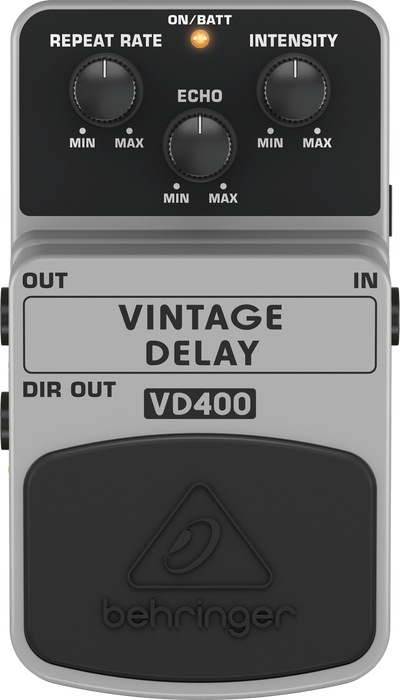 ON/BATT
REPEAT RATE
INTENSITY
ECHO
MIN MAX
MIN MAX
MIN MAX
OUT
IN
VINTAGE
DELAY
DIR OUT
VD400
behringer